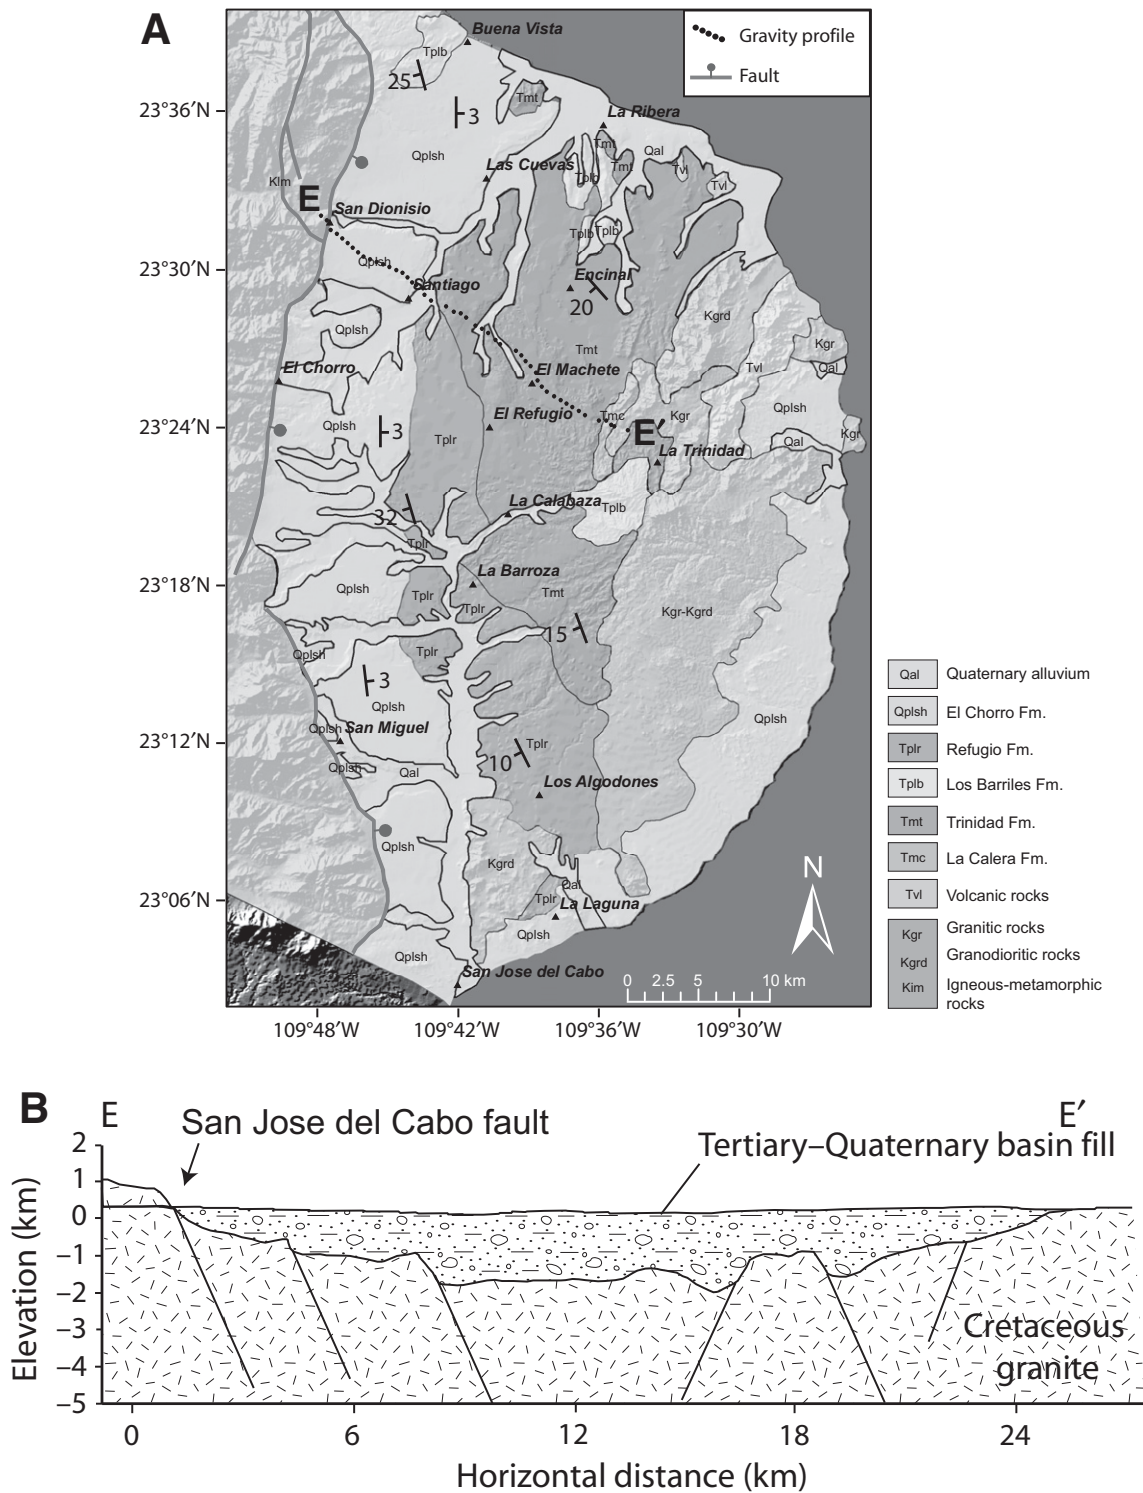 A
Buena Vista
Gravity profile
Fault
Tplb
25
3
Tmt
23°36′N
La Ribera
Qplsh
Las Cuevas
Tmt
Qal
Tmt
Tvl
Tplb
Tvl
Klm
E
San Dionisio
Tplb
Tplb
23°30′N
Qplsh
Santiago
Encinal
20
Qplsh
Kgrd
Kgr
Tmt
El Chorro
El Machete
Tvl
Qal
23°24′N
Qplsh
3
El Refugio
Tmc
E′
Kgr
Qplsh
Tplr
Qal
Kgr
La Trinidad
32
La Calabaza
Tplb
Tplr
23°18′N
La Barroza
Qplsh
Tplr
Tplr
Tmt
Kgr-Kgrd
15
Qplsh
Tplr
3
Qplsh
Qplsh
Qplsh
San Miguel
23°12′N
Qplsh
Qal
10
Tplr
Los Algodones
Qplsh
Kgrd
Qal
23°06′N
Tplr
La Laguna
Qplsh
Qplsh
San Jose del Cabo
N
0 2.5 5 10 km
109°48′W 109°42′W 109°36′W 109°30′W
Qal Quaternary alluvium
Qplsh El Chorro Fm.
Tplr Refugio Fm.
Tplb Los Barriles Fm.
Tmt Trinidad Fm.
Tmc La Calera Fm.
Tvl Volcanic rocks
Kgr Granitic rocks
Kgrd Granodioritic rocks
Kim Igneous-metamorphic
rocks
B
E
E′
San Jose del Cabo fault
Tertiary–Quaternary basin fill
Elevation (km)
2
1
0
−1
−2
−3
−4
−5
Cretaceous
granite
0 6 12 18 24
Horizontal distance (km)